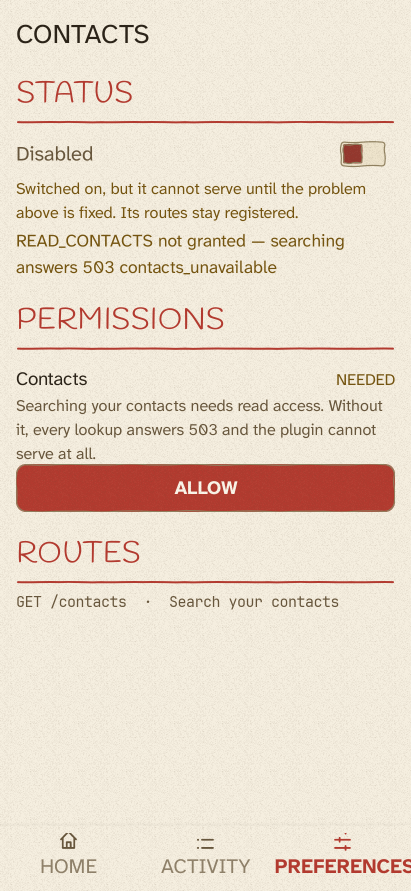 CONTACTS
STATUS
Disabled
Switched on, but it cannot serve until the problem
above is fixed. Its routes stay registered.
READ_CONTACTS not granted — searching
answers 503 contacts_unavailable
PERMISSIONS
Contacts NEEDED
Searching your contacts needs read access. Without
it, every lookup answers 503 and the plugin cannot
serve at all.
ALLOW
ROUTES
GET /contacts · Search your contacts
HOME ACTIVITY PREFERENCES